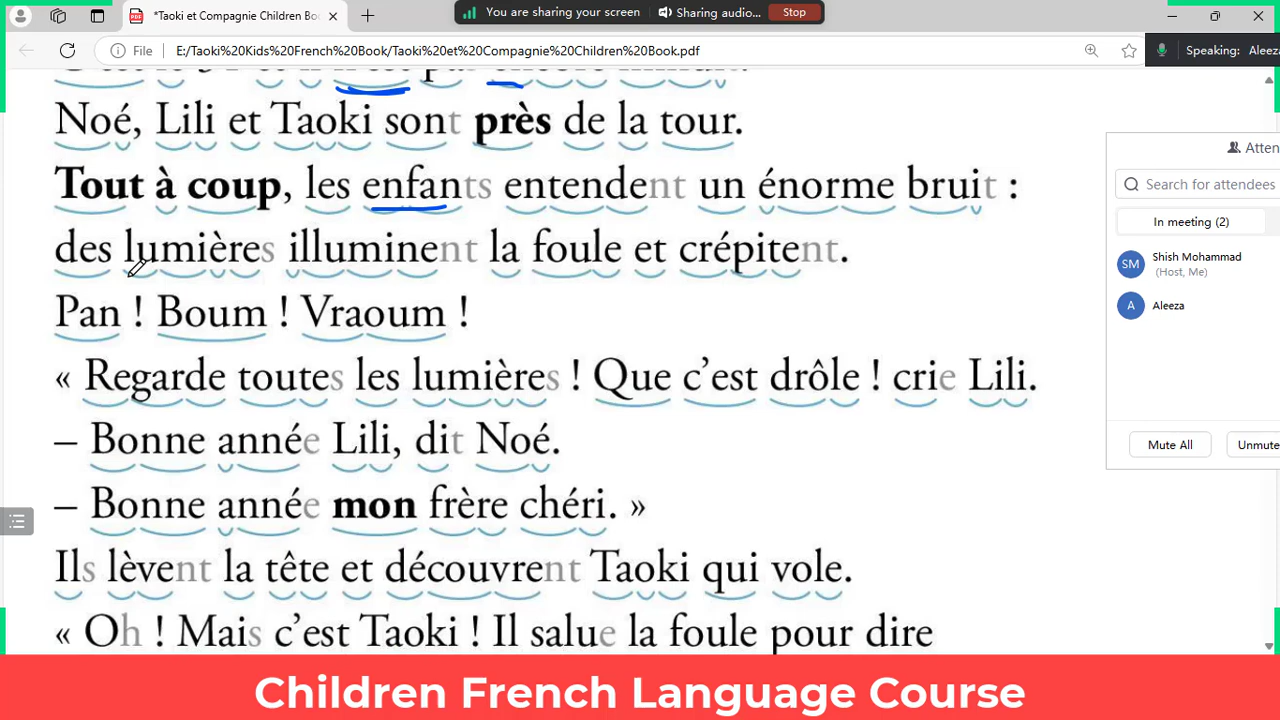 *Taoki et Compagnie Children Bo
You are sharing your screen
Sharing audio...
Stop
File
E:/Taoki%20Kids%20French%20Book/Taoki%20et%20Compagnie%20Children%20Book.pdf
Speaking: Aleez
Noé, Lili et Taoki sont près de la tour.
Tout à coup, les enfants entendent un énorme bruit :
des lumières illuminent la foule et crépitent.
Pan ! Boum ! Vraoum !
« Regarde toutes les lumières ! Que c’est drôle ! crie Lili.
– Bonne année Lili, dit Noé.
– Bonne année mon frère chéri. »
Ils lèvent la tête et découvrent Taoki qui vole.
« Oh ! Mais c’est Taoki ! Il salue la foule pour dire
Atten
Search for attendees
In meeting (2)
SM
Shish Mohammad
(Host, Me)
A
Aleeza
Mute All
Unmute
Children French Language Course